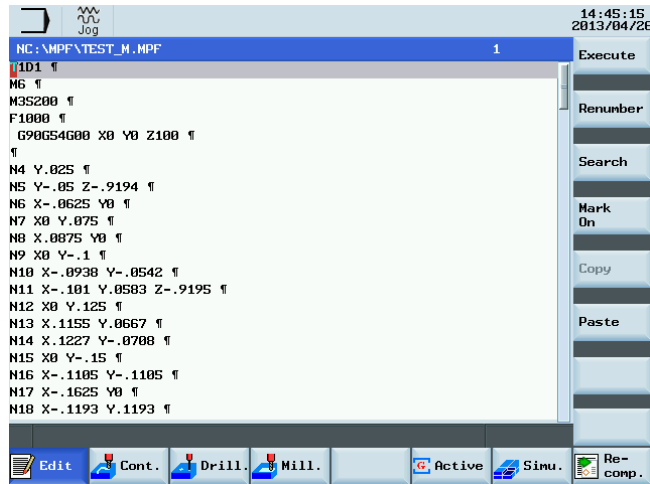 Jog
14:45:15
2013/04/26
NC:\MPF\TEST_M.MPF 1
T1D1 ¶
M6 ¶
M3S200 ¶
F1000 ¶
G90G54G00 X0 Y0 Z100 ¶
¶
N4 Y.025 ¶
N5 Y-.05 Z-.9194 ¶
N6 X-.0625 Y0 ¶
N7 X0 Y.075 ¶
N8 X.0875 Y0 ¶
N9 X0 Y-.1 ¶
N10 X-.0938 Y-.0542 ¶
N11 X-.101 Y.0583 Z-.9195 ¶
N12 X0 Y.125 ¶
N13 X.1155 Y.0667 ¶
N14 X.1227 Y-.0708 ¶
N15 X0 Y-.15 ¶
N16 X-.1105 Y-.1105 ¶
N17 X-.1625 Y0 ¶
N18 X-.1193 Y.1193 ¶
Execute
Renumber
Search
Mark
On
Copy
Paste
Edit
Cont.
Drill.
Mill.
G Active
Simu.
Re-
comp.